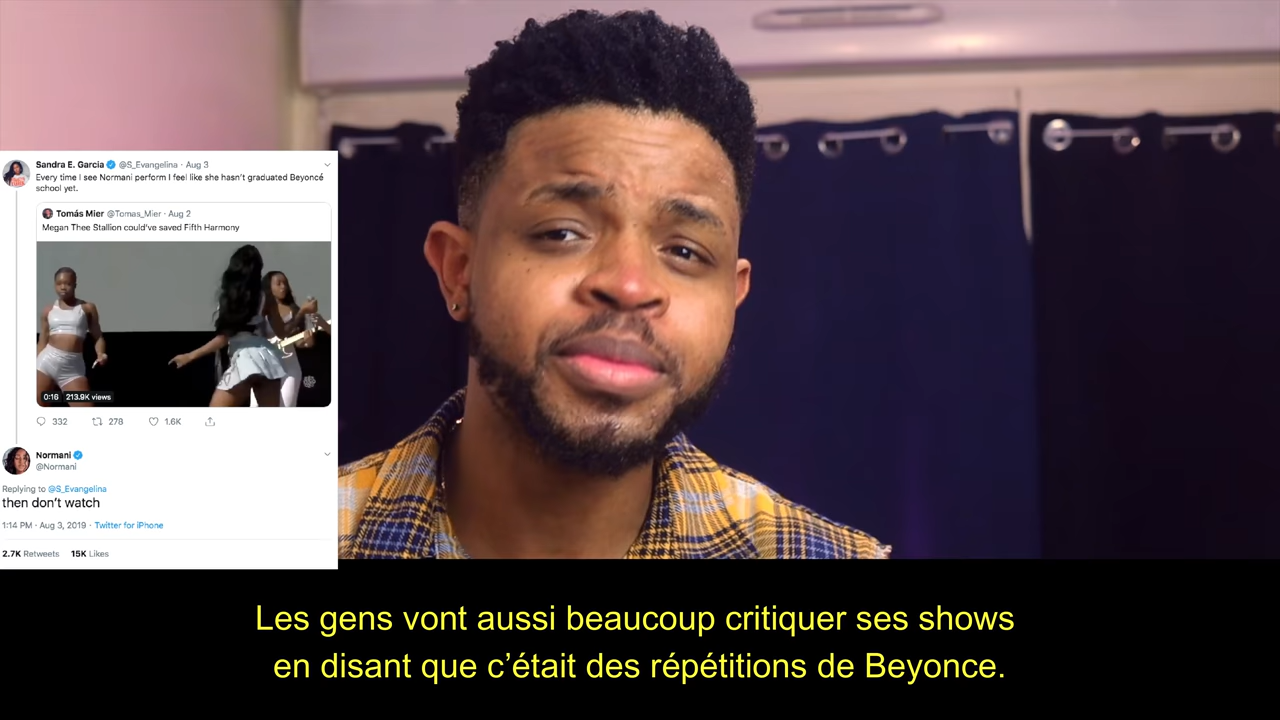 Sandra E. Garcia @S_Evangelina · Aug 3
Every time I see Normani perform I feel like she hasn't graduated Beyoncé
school yet.
Tomás Mier @Tomas_Mier · Aug 2
Megan Thee Stallion could've saved Fifth Harmony
0:16 213.9K views
332 278 1.6K
Normani
@Normani
Replying to @S_Evangelina
then don't watch
1:14 PM · Aug 3, 2019 · Twitter for iPhone
2.7K Retweets 15K Likes
Les gens vont aussi beaucoup critiquer ses shows
en disant que c’était des répétitions de Beyonce.